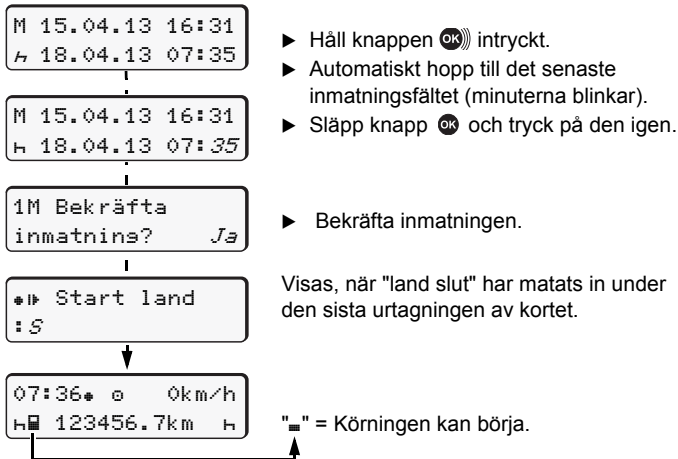 M 15.04.13 16:31
18.04.13 07:35
► Håll knappen OK intryckt.
► Automatiskt hopp till det senaste
inmatningsfältet (minuterna blinkar).
M 15.04.13 16:31
18.04.13 07:35
► Släpp knapp OK och tryck på den igen.
1M Bekräfta
inmatning? Ja
► Bekräfta inmatningen.
Start land
:S
Visas, när "land slut" har matats in under
den sista urtagningen av kortet.
07:36 0km/h
123456.7km
" " = Körningen kan börja.